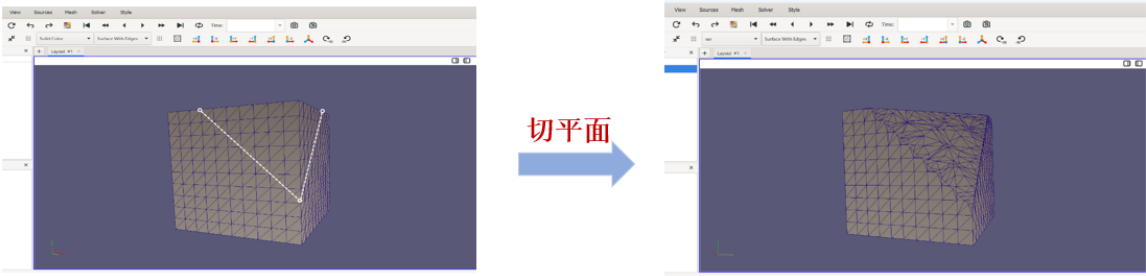 View Sources Mesh Solver Style
Time:
Solid Color Surface With Edges
+ Layout #1 ×
切平面
View Sources Mesh Solver Style
Time:
Surface With Edges
+ Layout #1 ×